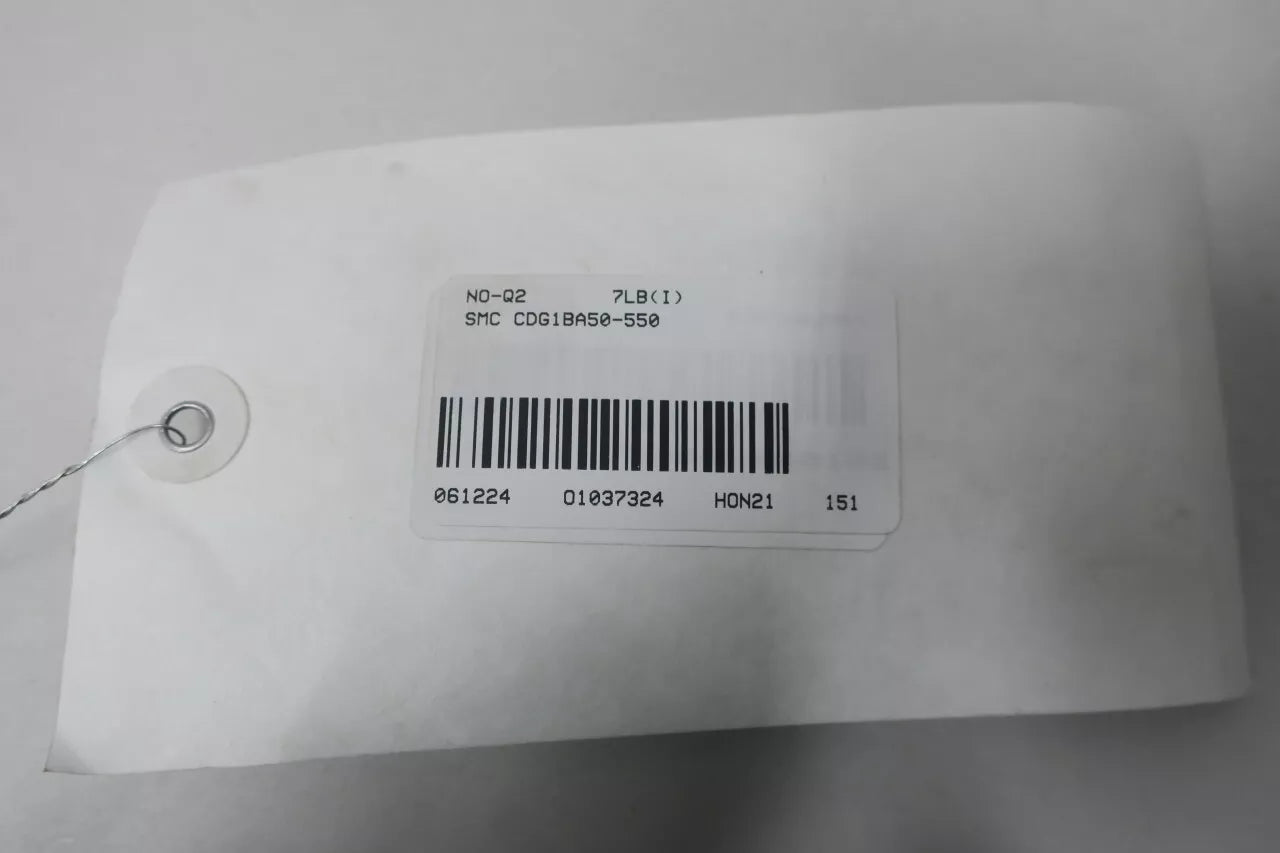 NO-Q2 7LB(I)
SMC CDG1BA50-550
061224 01037324 HON21 151